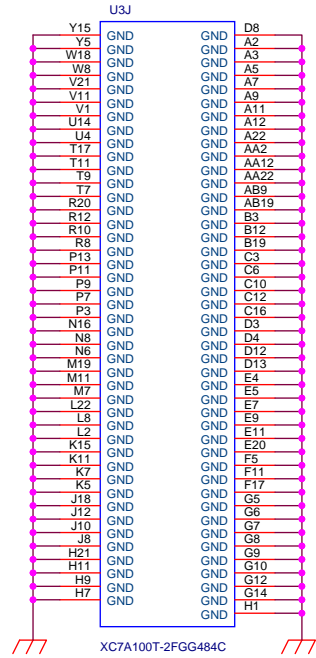 U3J
Y15 GND GND D8
Y5 GND GND A2
W18 GND GND A3
W8 GND GND A5
V21 GND GND A7
V11 GND GND A9
V1 GND GND A11
U14 GND GND A12
U4 GND GND A22
T17 GND GND AA2
T11 GND GND AA12
T9 GND GND AA22
T7 GND GND AB9
R20 GND GND AB19
R12 GND GND B3
R10 GND GND B12
R8 GND GND B19
P13 GND GND C3
P11 GND GND C6
P9 GND GND C10
P7 GND GND C12
P3 GND GND C16
N16 GND GND D3
N8 GND GND D4
N6 GND GND D12
M19 GND GND D13
M11 GND GND E4
M7 GND GND E5
L22 GND GND E7
L8 GND GND E9
L2 GND GND E11
K15 GND GND E20
K11 GND GND F5
K7 GND GND F11
K5 GND GND F17
J18 GND GND G5
J12 GND GND G6
J10 GND GND G7
J8 GND GND G8
H21 GND GND G9
H11 GND GND G10
H9 GND GND G12
H7 GND GND G14
GND H1
XC7A100T-2FGG484C